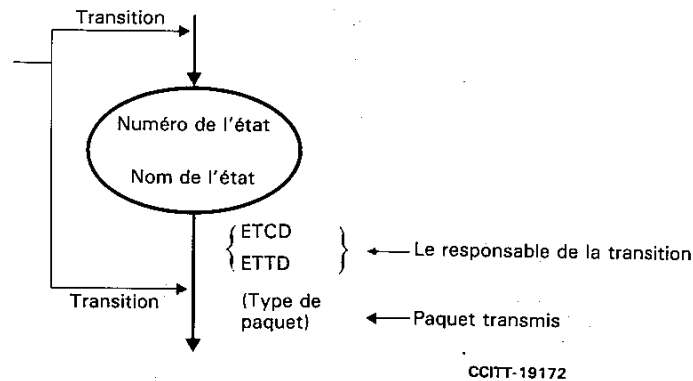 Transition
Numéro de l'état
Nom de l'état
ETCD
ETTD
Le responsable de la transition
Transition
(Type de
paquet)
Paquet transmis
CCITT-19172